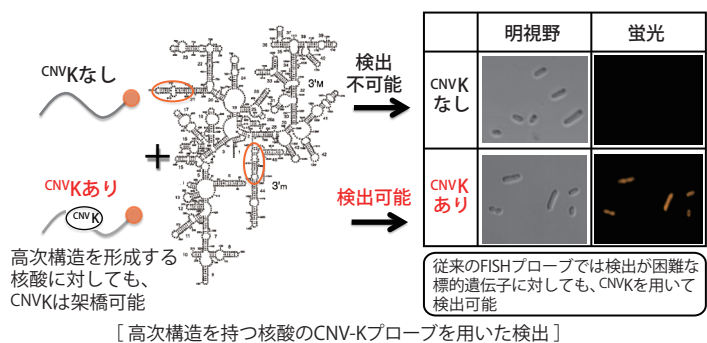 CNVKなし
CNVKあり
CNVK
高次構造を形成する
核酸に対しても、
CNVKは架橋可能
3'M
3'm
検出
不可能
検出可能
明視野
蛍光
CNVK
なし
CNVK
あり
従来のFISHプローブでは検出が困難な
標的遺伝子に対しても、CNVKを用いて
検出可能
[ 高次構造を持つ核酸のCNV-Kプローブを用いた検出 ]